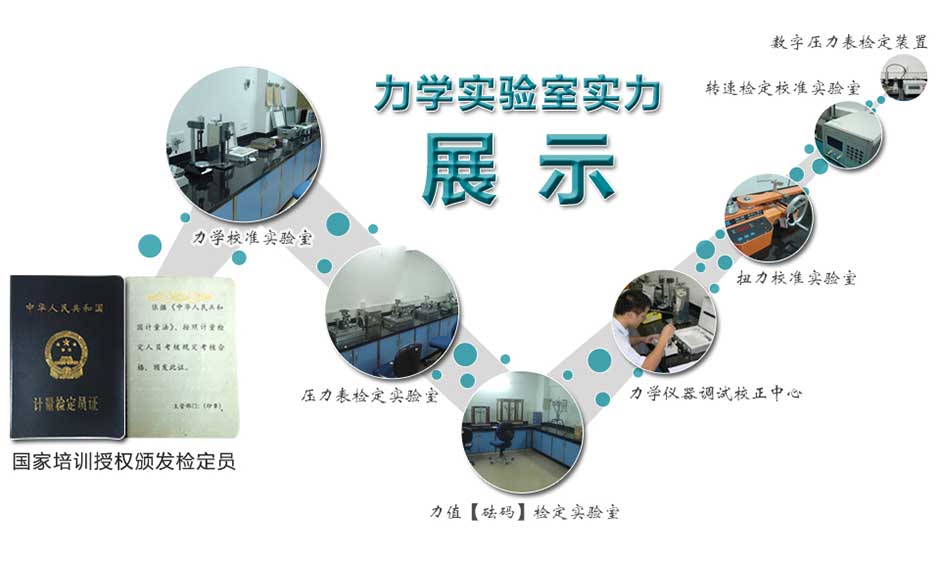 数字压力表检定装置
转速检定校准实验室
力学实验室实力
展示
力学校准实验室
扭力校准实验室
中华人民共和国
计量检定员证
依据《中华人民共和
国计量法》，按照计量检
定人员考核规定考核合
格，颁发此证。
主管部门：（印章）
压力表检定实验室
力学仪器调试校正中心
国家培训授权颁发检定员
力值【砝码】检定实验室